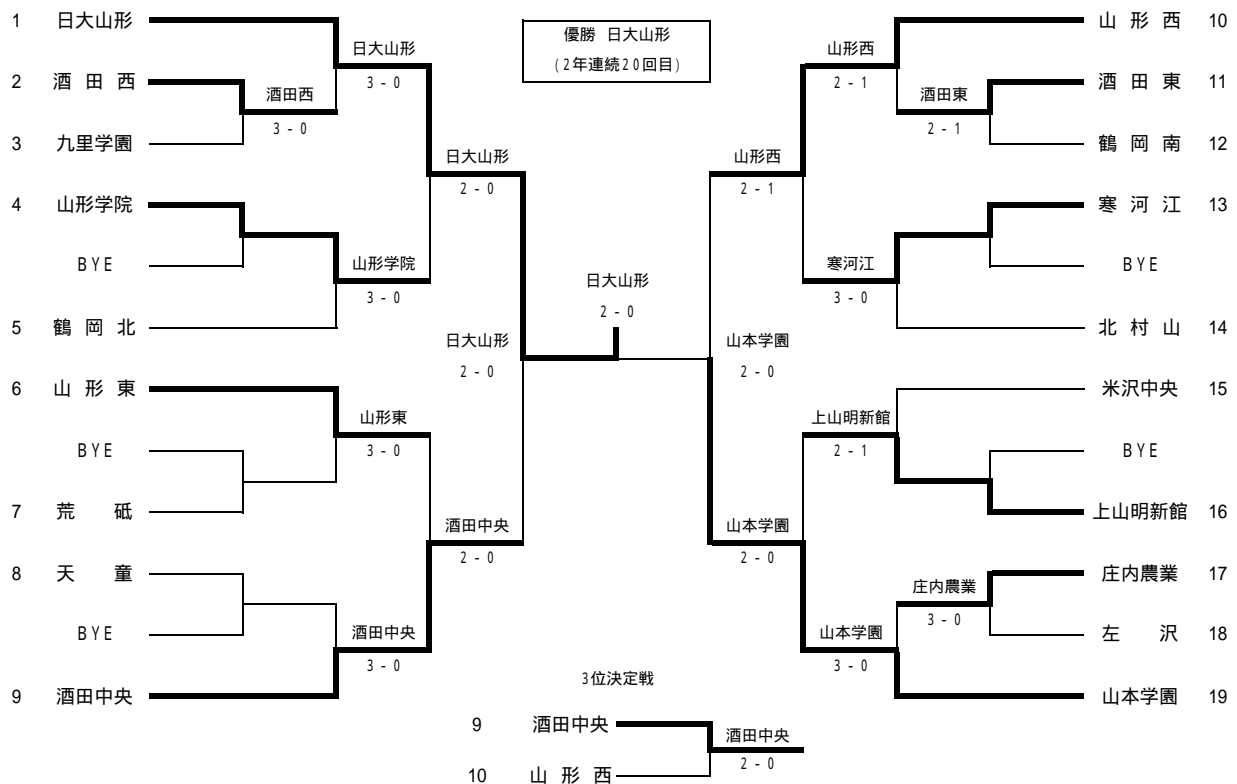 1 日大山形
2 酒田西
3 九里学園
4 山形学院
BYE
5 鶴岡北
6 山形東
BYE
7 荒砥
8 天童
BYE
9 酒田中央
酒田西
3-0
日大山形
3-0
山形学院
3-0
山形東
3-0
酒田中央
3-0
日大山形
2-0
酒田中央
2-0
日大山形
2-0
優勝 日大山形
(2年連続20回目)
日大山形
2-0
山本学園
2-0
山形西
2-1
山本学園
2-0
山形西
2-1
寒河江
3-0
上山明新館
2-1
山本学園
3-0
酒田東
2-1
庄内農業
3-0
山形西 10
酒田東 11
鶴岡南 12
寒河江 13
BYE
北村山 14
米沢中央 15
BYE
上山明新館 16
庄内農業 17
左沢 18
山本学園 19
3位決定戦
9 酒田中央
10 山形西
酒田中央
2-0